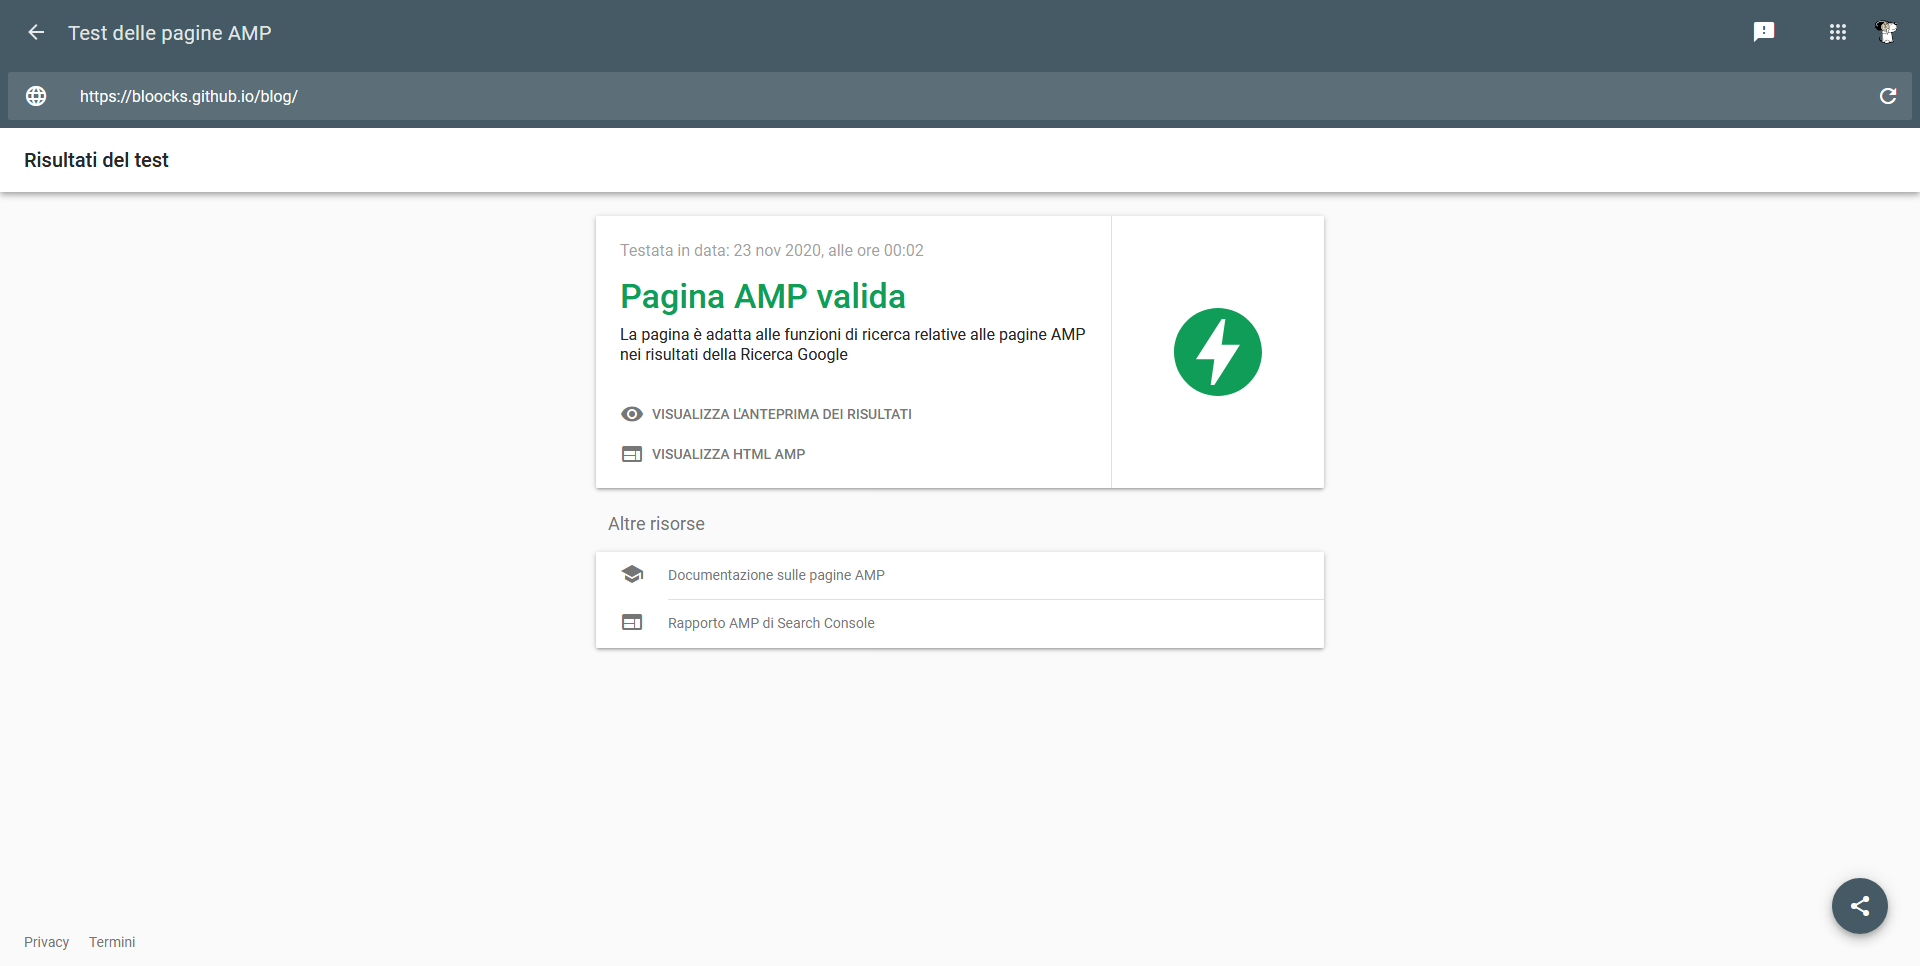 Test delle pagine AMP
https://bloocks.github.io/blog/
Risultati del test
Testata in data: 23 nov 2020, alle ore 00:02
Pagina AMP valida
La pagina è adatta alle funzioni di ricerca relative alle pagine AMP
nei risultati della Ricerca Google
VISUALIZZA L'ANTEPRIMA DEI RISULTATI
VISUALIZZA HTML AMP
Altre risorse
Documentazione sulle pagine AMP
Rapporto AMP di Search Console
Privacy Termini